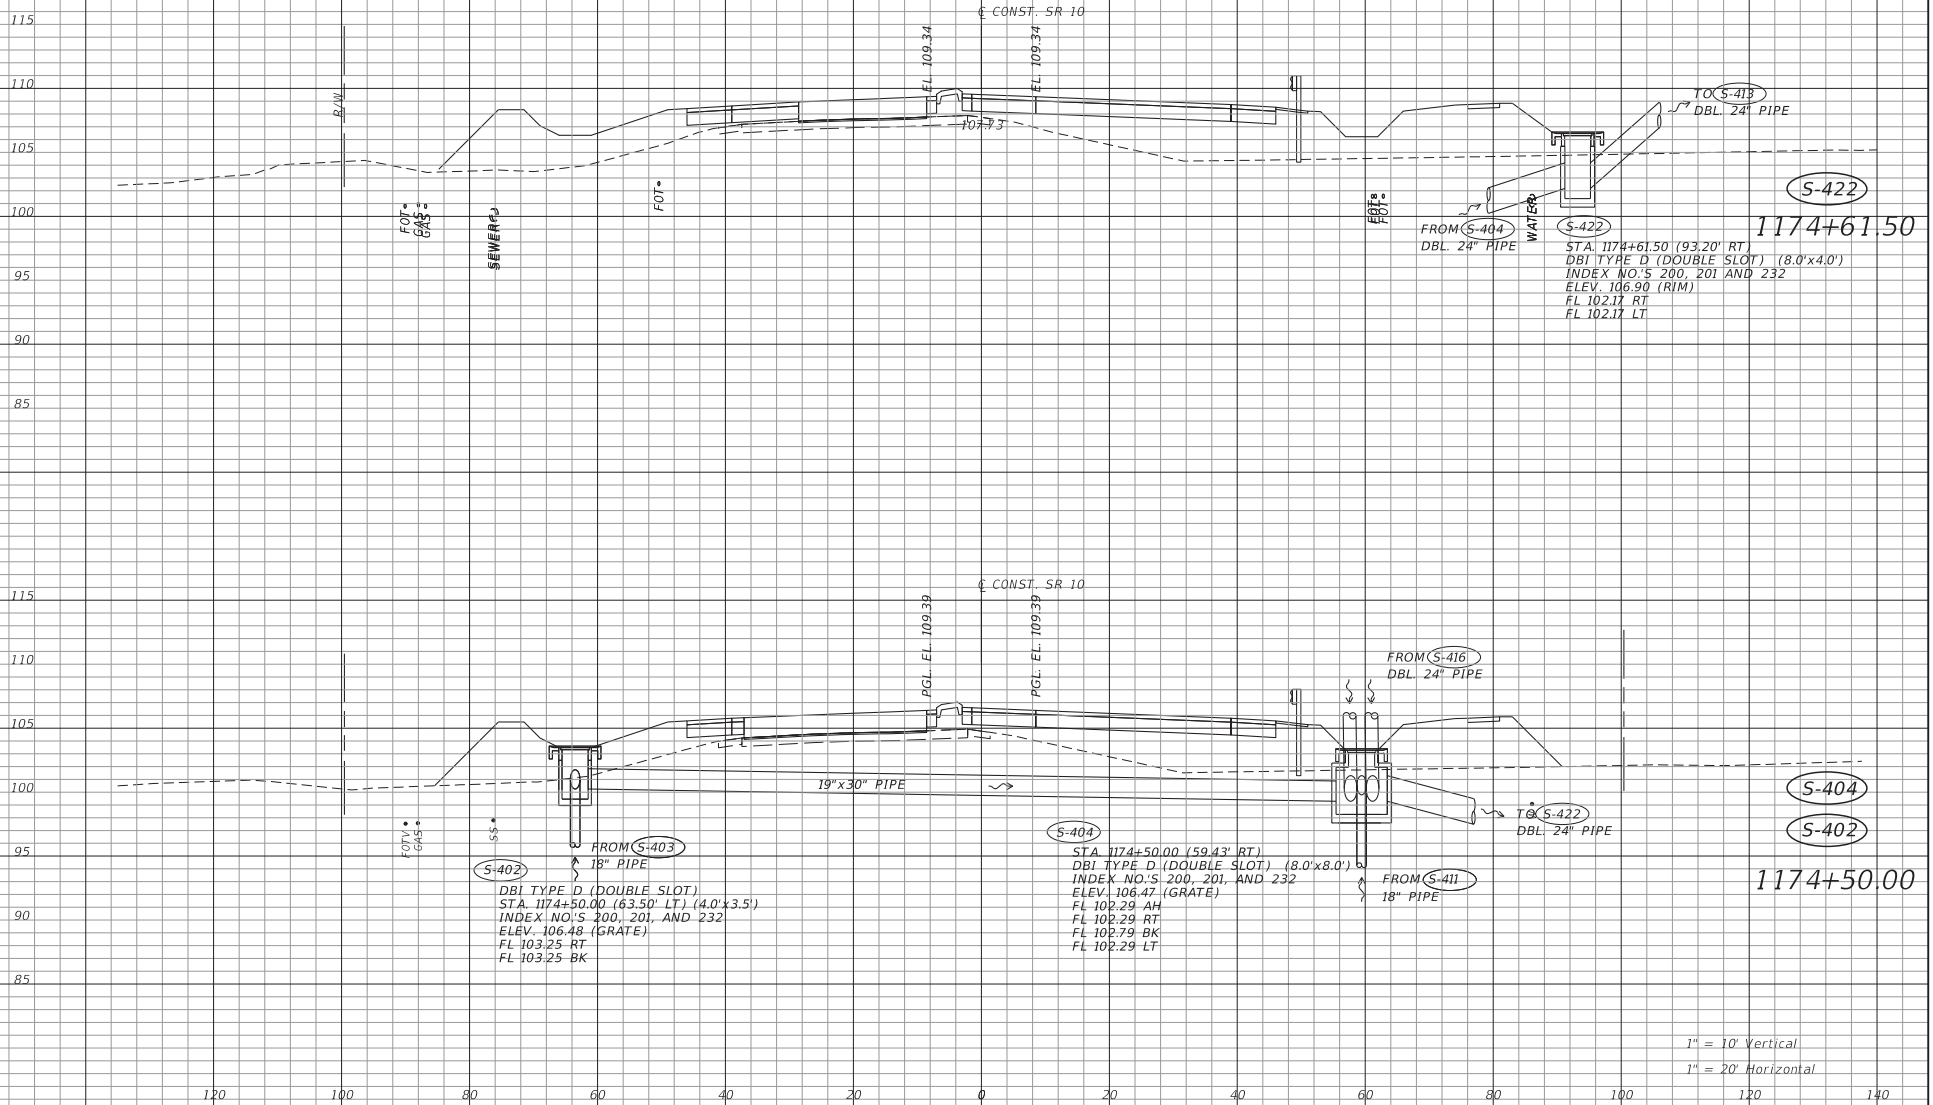 ℄ CONST. SR 10
115
EL. 109.34
EL. 109.34
110
R/W
TO S-413
DBL. 24" PIPE
107.73
105
FOT
FOT
GAS
GAS
SEWER
FOT
FOT
WATER
S-422
100
FROM S-404
DBL. 24" PIPE
S-422
1174+61.50
STA. 1174+61.50 (93.20' RT)
DBI TYPE D (DOUBLE SLOT) (8.0'x4.0')
INDEX NO.'S 200, 201 AND 232
ELEV. 106.90 (RIM)
FL 102.17 RT
FL 102.17 LT
95
90
85
℄ CONST. SR 10
115
PGL. EL. 109.39
PGL. EL. 109.39
110
FROM S-416
DBL. 24" PIPE
105
100
19"x30" PIPE
S-404
TO S-422
DBL. 24" PIPE
FOTV
GAS
SS
S-402
95
FROM S-403
18" PIPE
S-402
DBI TYPE D (DOUBLE SLOT)
STA. 1174+50.00 (63.50' LT) (4.0'x3.5')
INDEX NO.'S 200, 201, AND 232
ELEV. 106.48 (GRATE)
FL 103.25 RT
FL 103.25 BK
S-404
STA. 1174+50.00 (59.43' RT)
DBI TYPE D (DOUBLE SLOT) (8.0'x8.0')
INDEX NO.'S 200, 201, AND 232
ELEV. 106.47 (GRATE)
FL 102.29 AH
FL 102.29 RT
FL 102.79 BK
FL 102.29 LT
FROM S-411
18" PIPE
1174+50.00
90
85
1" = 10' Vertical
1" = 20' Horizontal
120 100 80 60 40 20 0 20 40 60 80 100 120 140